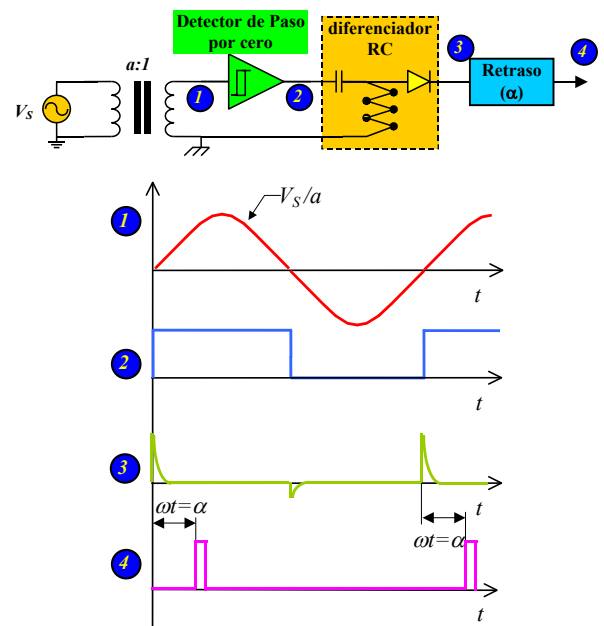 Detector de Paso
por cero
diferenciador
RC
a:1
3
4
Retraso
(α)
1
2
Vs
1
V_S/a
t
2
t
3
t
ωt=α
ωt=α
4
t